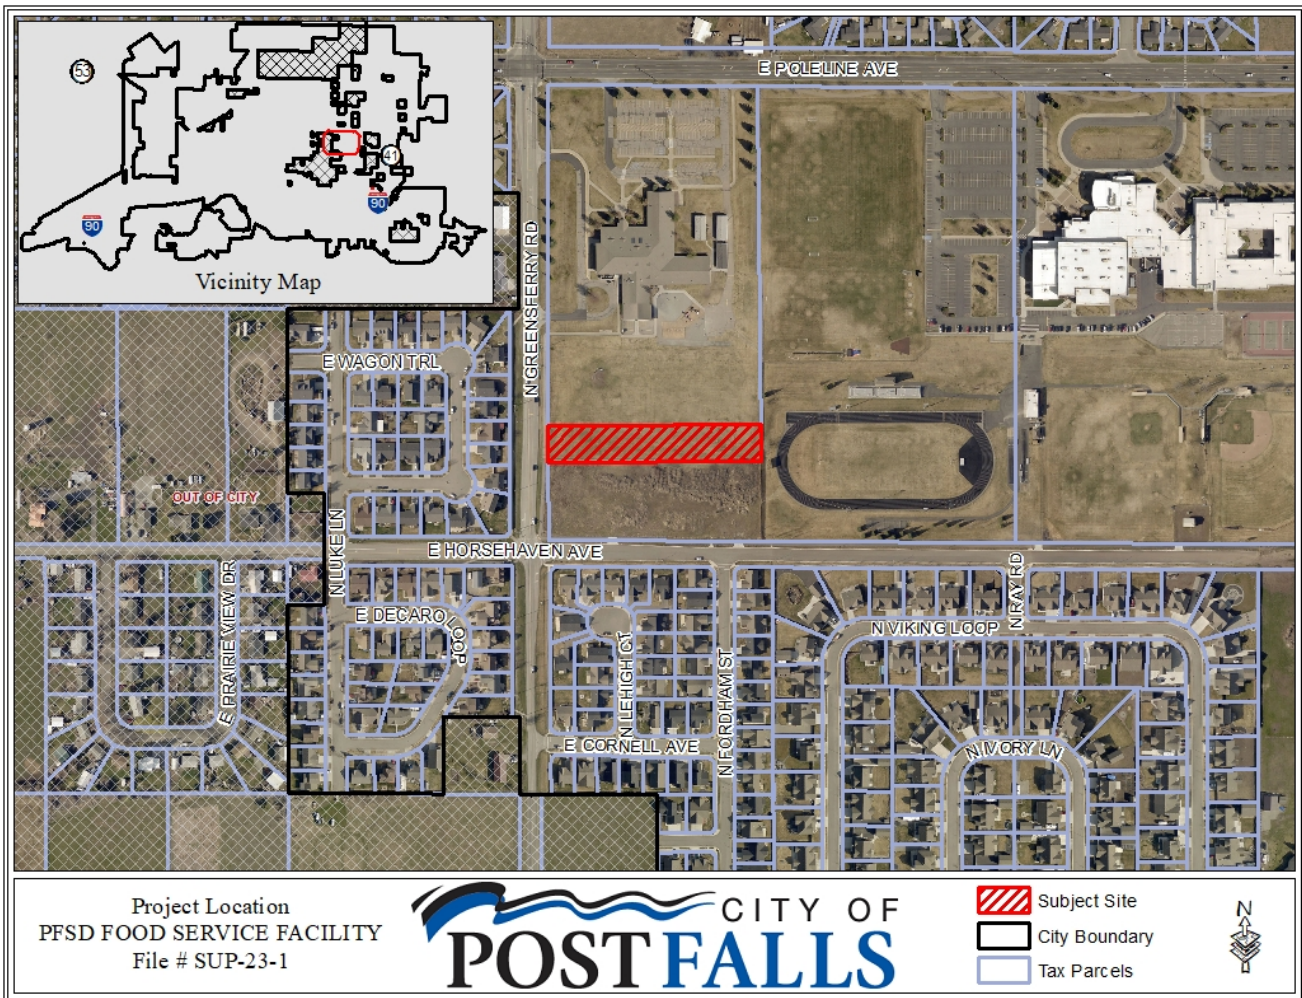 53
41
90
90
Vicinity Map
E POLELINE AVE
N GREENSFERRY RD
E WAGON TRL
OUT OF CITY
N LUKE LN
E HORSEHAVEN AVE
E PRAIRIE VIEW DR
E DECARO LOOP
N LEHIGH CT
N FORDHAM ST
N RAY RD
N VIKING LOOP
E CORNELL AVE
N IVORY LN
Project Location
PFSD FOOD SERVICE FACILITY
File # SUP-23-1
CITY OF
POST FALLS
Subject Site
City Boundary
Tax Parcels
N